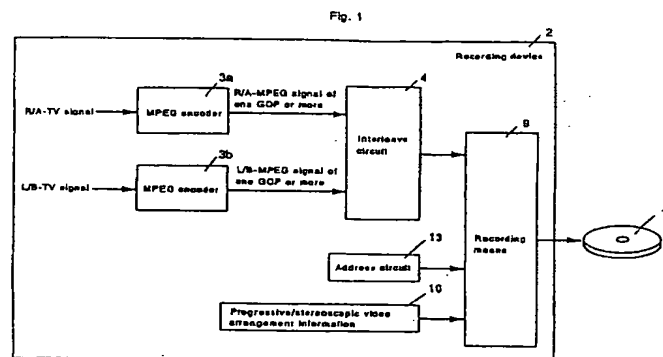 Fig. 1
2
Recording device
3a
R/A-MPEG signal of
one GOP or more
4
9
R/A-TV signal
MPEG encoder
Interleave
circuit
3b
L/B-MPEG signal of
one GOP or more
L/B-TV signal
MPEG encoder
Recording
means
13
Address circuit
10
Progressive/stereoscopic video
arrangement information